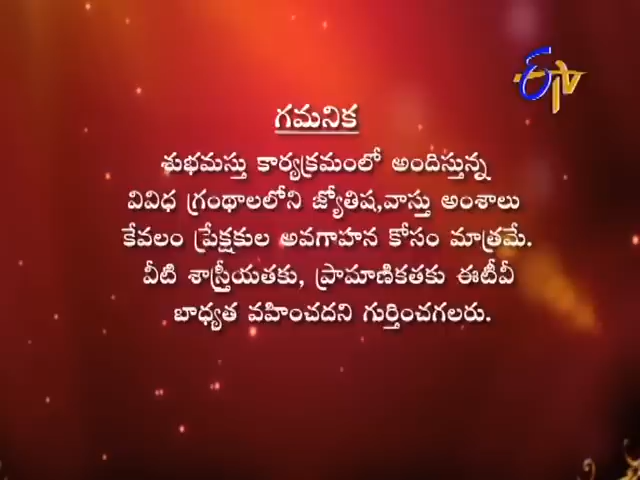 ETV
గమనిక
శుభమస్తు కార్యక్రమంలో అందిస్తున్న
వివిధ గ్రంథాలలోని జ్యోతిష,వాస్తు అంశాలు
కేవలం ప్రేక్షకుల అవగాహన కోసం మాత్రమే.
వీటి శాస్త్రీయతకు, ప్రామాణికతకు ఈటీవీ
బాధ్యత వహించదని గుర్తించగలరు.